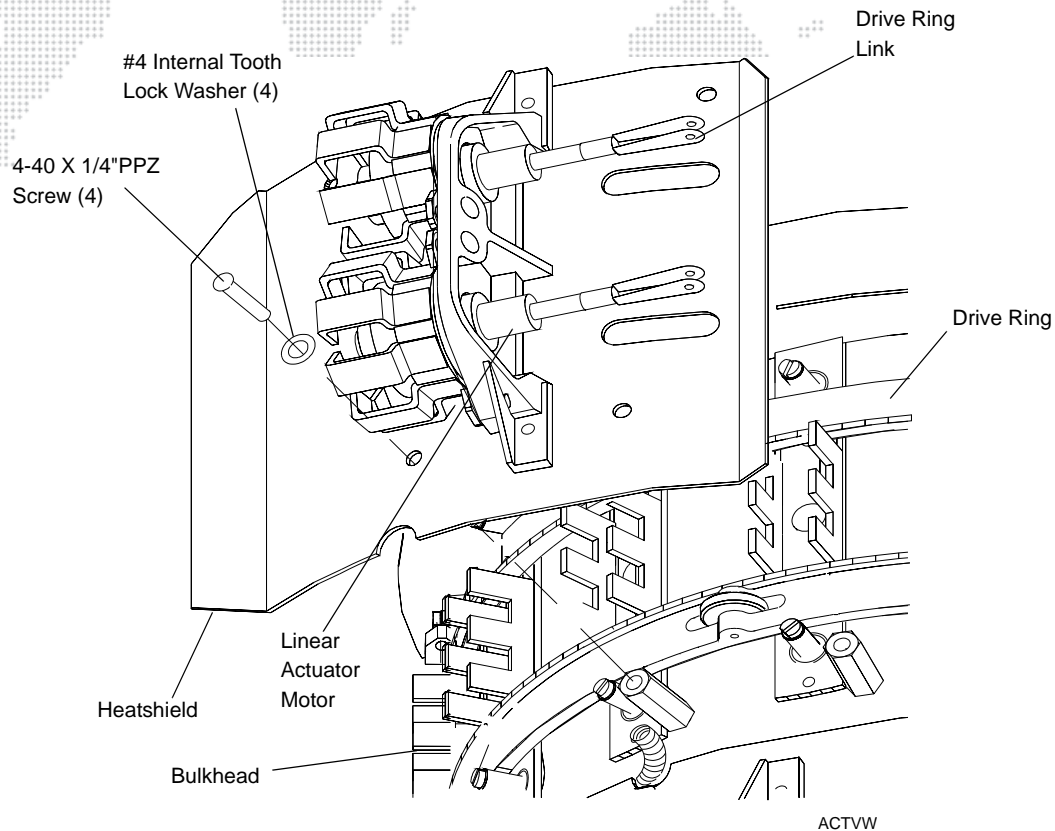 Drive Ring
Link
#4 Internal Tooth
Lock Washer (4)
4-40 X 1/4"PPZ
Screw (4)
Drive Ring
Linear
Actuator
Motor
Heatshield
Bulkhead
ACTVW